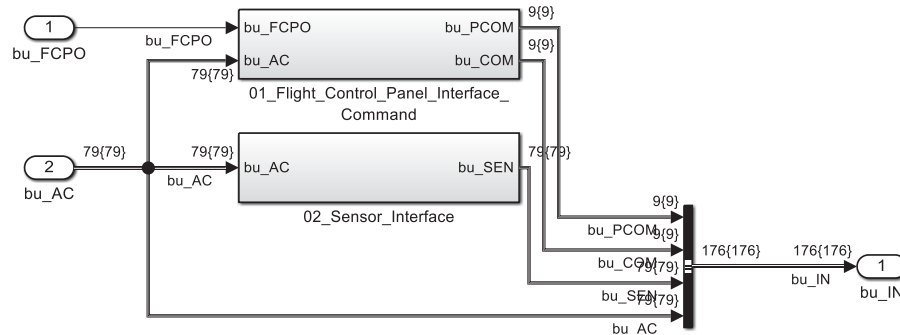 1
bu_FCPO
bu_FCPO
79{79}
bu_FCPO
bu_AC
bu_PCOM
bu_COM
9{9}
9{9}
01_Flight_Control_Panel_Interface_
Command
2
bu_AC
79{79}
79{79}
bu_AC
bu_AC
bu_SEN
79{79}
02_Sensor_Interface
9{9}
bu_PCOM
9{9}
bu_COM
79{79}
bu_SEN
79{79}
bu_AC
176{176}
176{176}
bu_IN
1
bu_IN